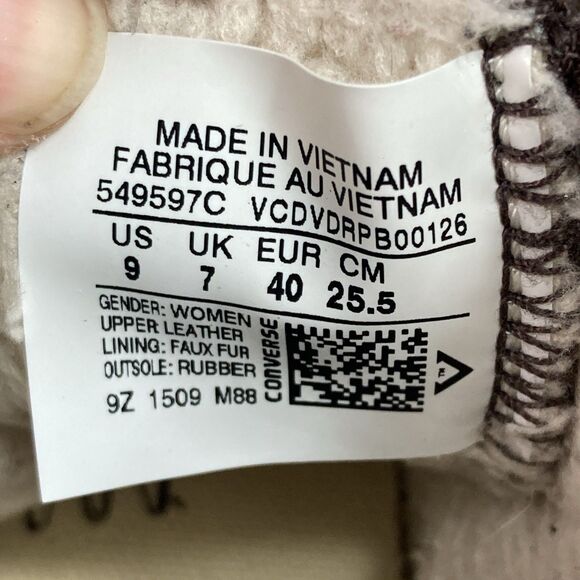 MADE IN VIETNAM
FABRIQUE AU VIETNAM
549597C VCDVDRPB00126
US UK EUR CM
9 7 40 25.5
GENDER: WOMEN
UPPER: LEATHER
LINING: FAUX FUR
OUTSOLE: RUBBER
9Z 1509 M88
CONVERSE
TM